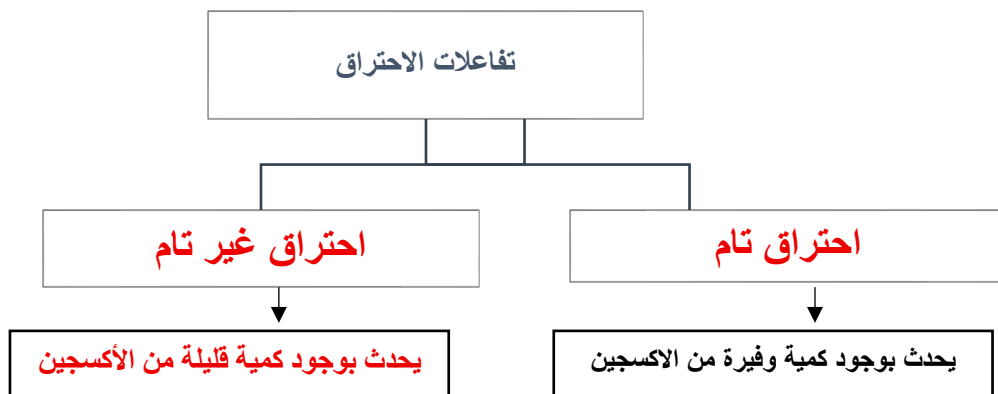 تفاعلات الاحتراق
احتراق تام
احتراق غير تام
يحدث بوجود كمية وفيرة من الاكسجين
يحدث بوجود كمية قليلة من الأكسجين